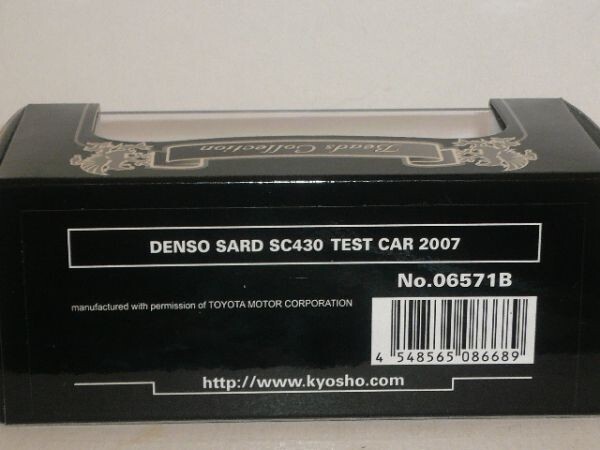 Beads Collection
DENSO SARD SC430 TEST CAR 2007
No.06571B
manufactured with permission of TOYOTA MOTOR CORPORATION
4 548565 086689
http://www.kyosho.com